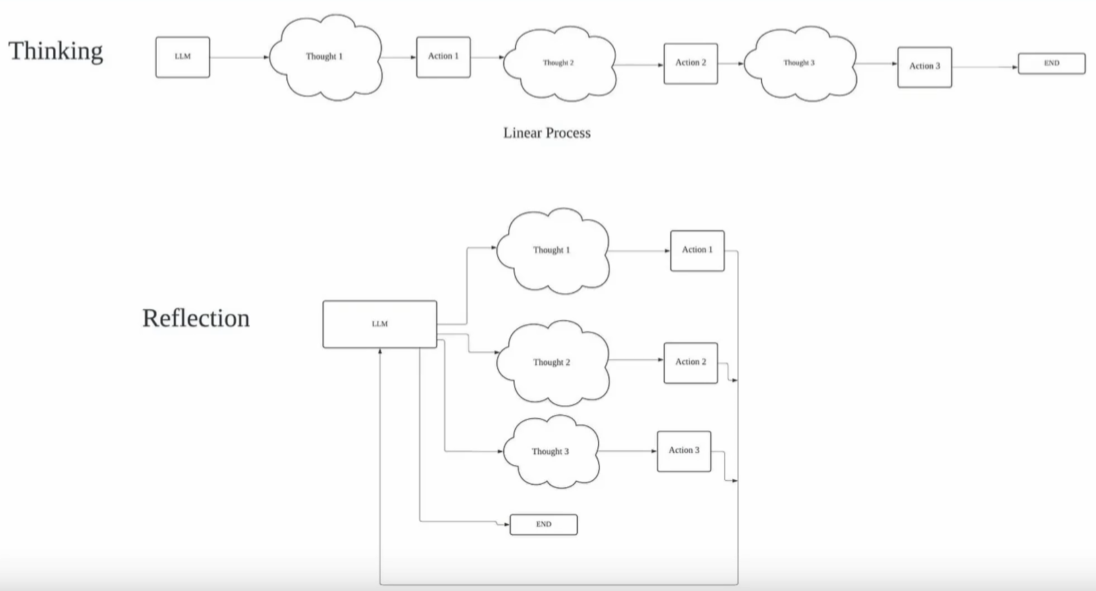 Thinking
LLM
Thought 1
Action 1
Thought 2
Action 2
Thought 3
Action 3
END
Linear Process
Reflection
LLM
Thought 1
Action 1
Thought 2
Action 2
Thought 3
Action 3
END